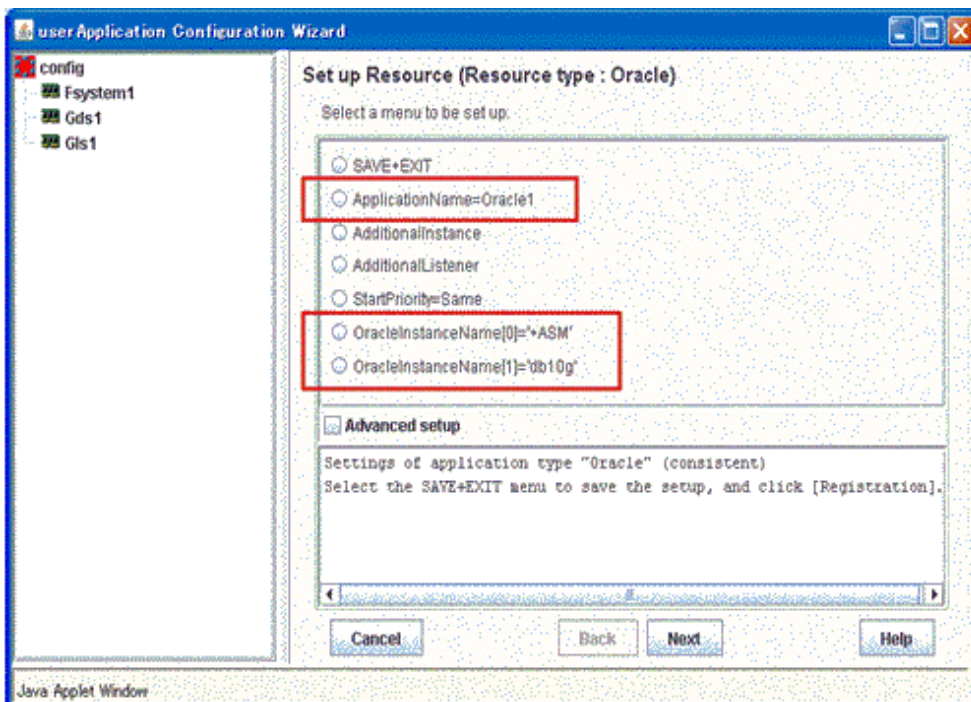 userApplication Configuration Wizard
config
Fsystem1
Gds1
Gls1
Set up Resource (Resource type : Oracle)
Select a menu to be set up:
SAVE+EXIT
ApplicationName=Oracle1
AdditionalInstance
AdditionalListener
StartPriority=Same
OracleInstanceName[0]='+ASM'
OracleInstanceName[1]='db10g'
Advanced setup
Settings of application type "Oracle" (consistent)
Select the SAVE+EXIT menu to save the setup, and click [Registration].
Cancel
Back
Next
Help
Java Applet Window